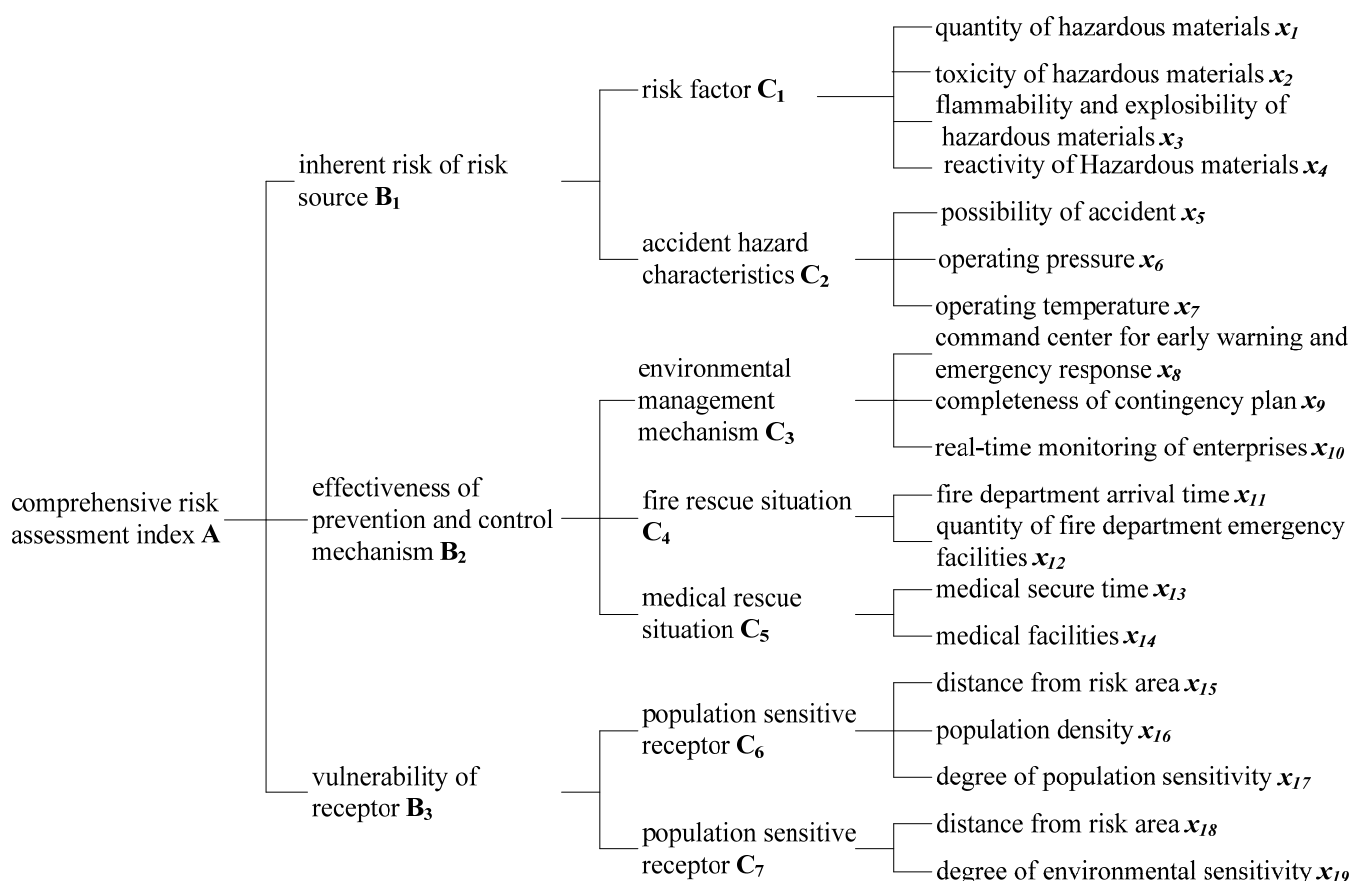 comprehensive risk
assessment index A
inherent risk of risk
source B1
effectiveness of
prevention and control
mechanism B2
vulnerability of
receptor B3
risk factor C1
accident hazard
characteristics C2
environmental
management
mechanism C3
fire rescue situation
C4
medical rescue
situation C5
population sensitive
receptor C6
population sensitive
receptor C7
quantity of hazardous materials x1
toxicity of hazardous materials x2
flammability and explosibility of
hazardous materials x3
reactivity of Hazardous materials x4
possibility of accident x5
operating pressure x6
operating temperature x7
command center for early warning and
emergency response x8
completeness of contingency plan x9
real-time monitoring of enterprises x10
fire department arrival time x11
quantity of fire department emergency
facilities x12
medical secure time x13
medical facilities x14
distance from risk area x15
population density x16
degree of population sensitivity x17
distance from risk area x18
degree of environmental sensitivity x19